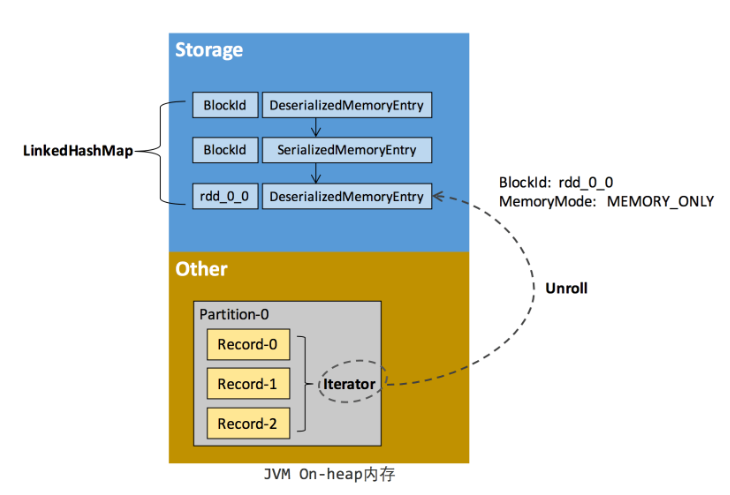 Storage
BlockId DeserializedMemoryEntry
LinkedHashMap
BlockId SerializedMemoryEntry
rdd_0_0 DeserializedMemoryEntry
BlockId: rdd_0_0
MemoryMode: MEMORY_ONLY
Other
Unroll
Partition-0
Record-0
Record-1
Iterator
Record-2
JVM On-heap内存